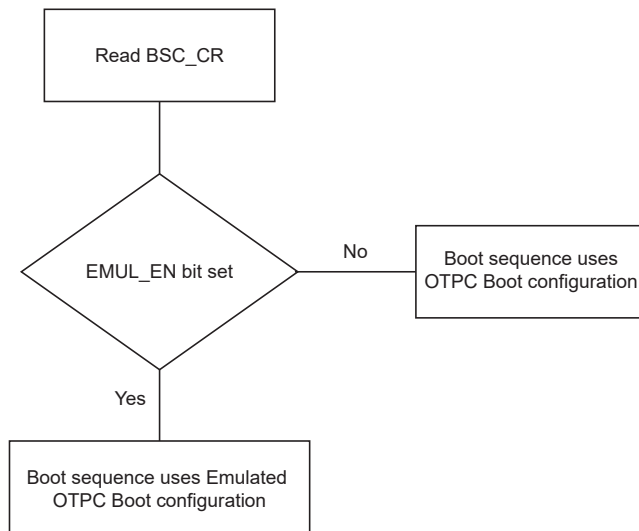 Read BSC_CR
EMUL_EN bit set
No
Boot sequence uses
OTPC Boot configuration
Yes
Boot sequence uses Emulated
OTPC Boot configuration